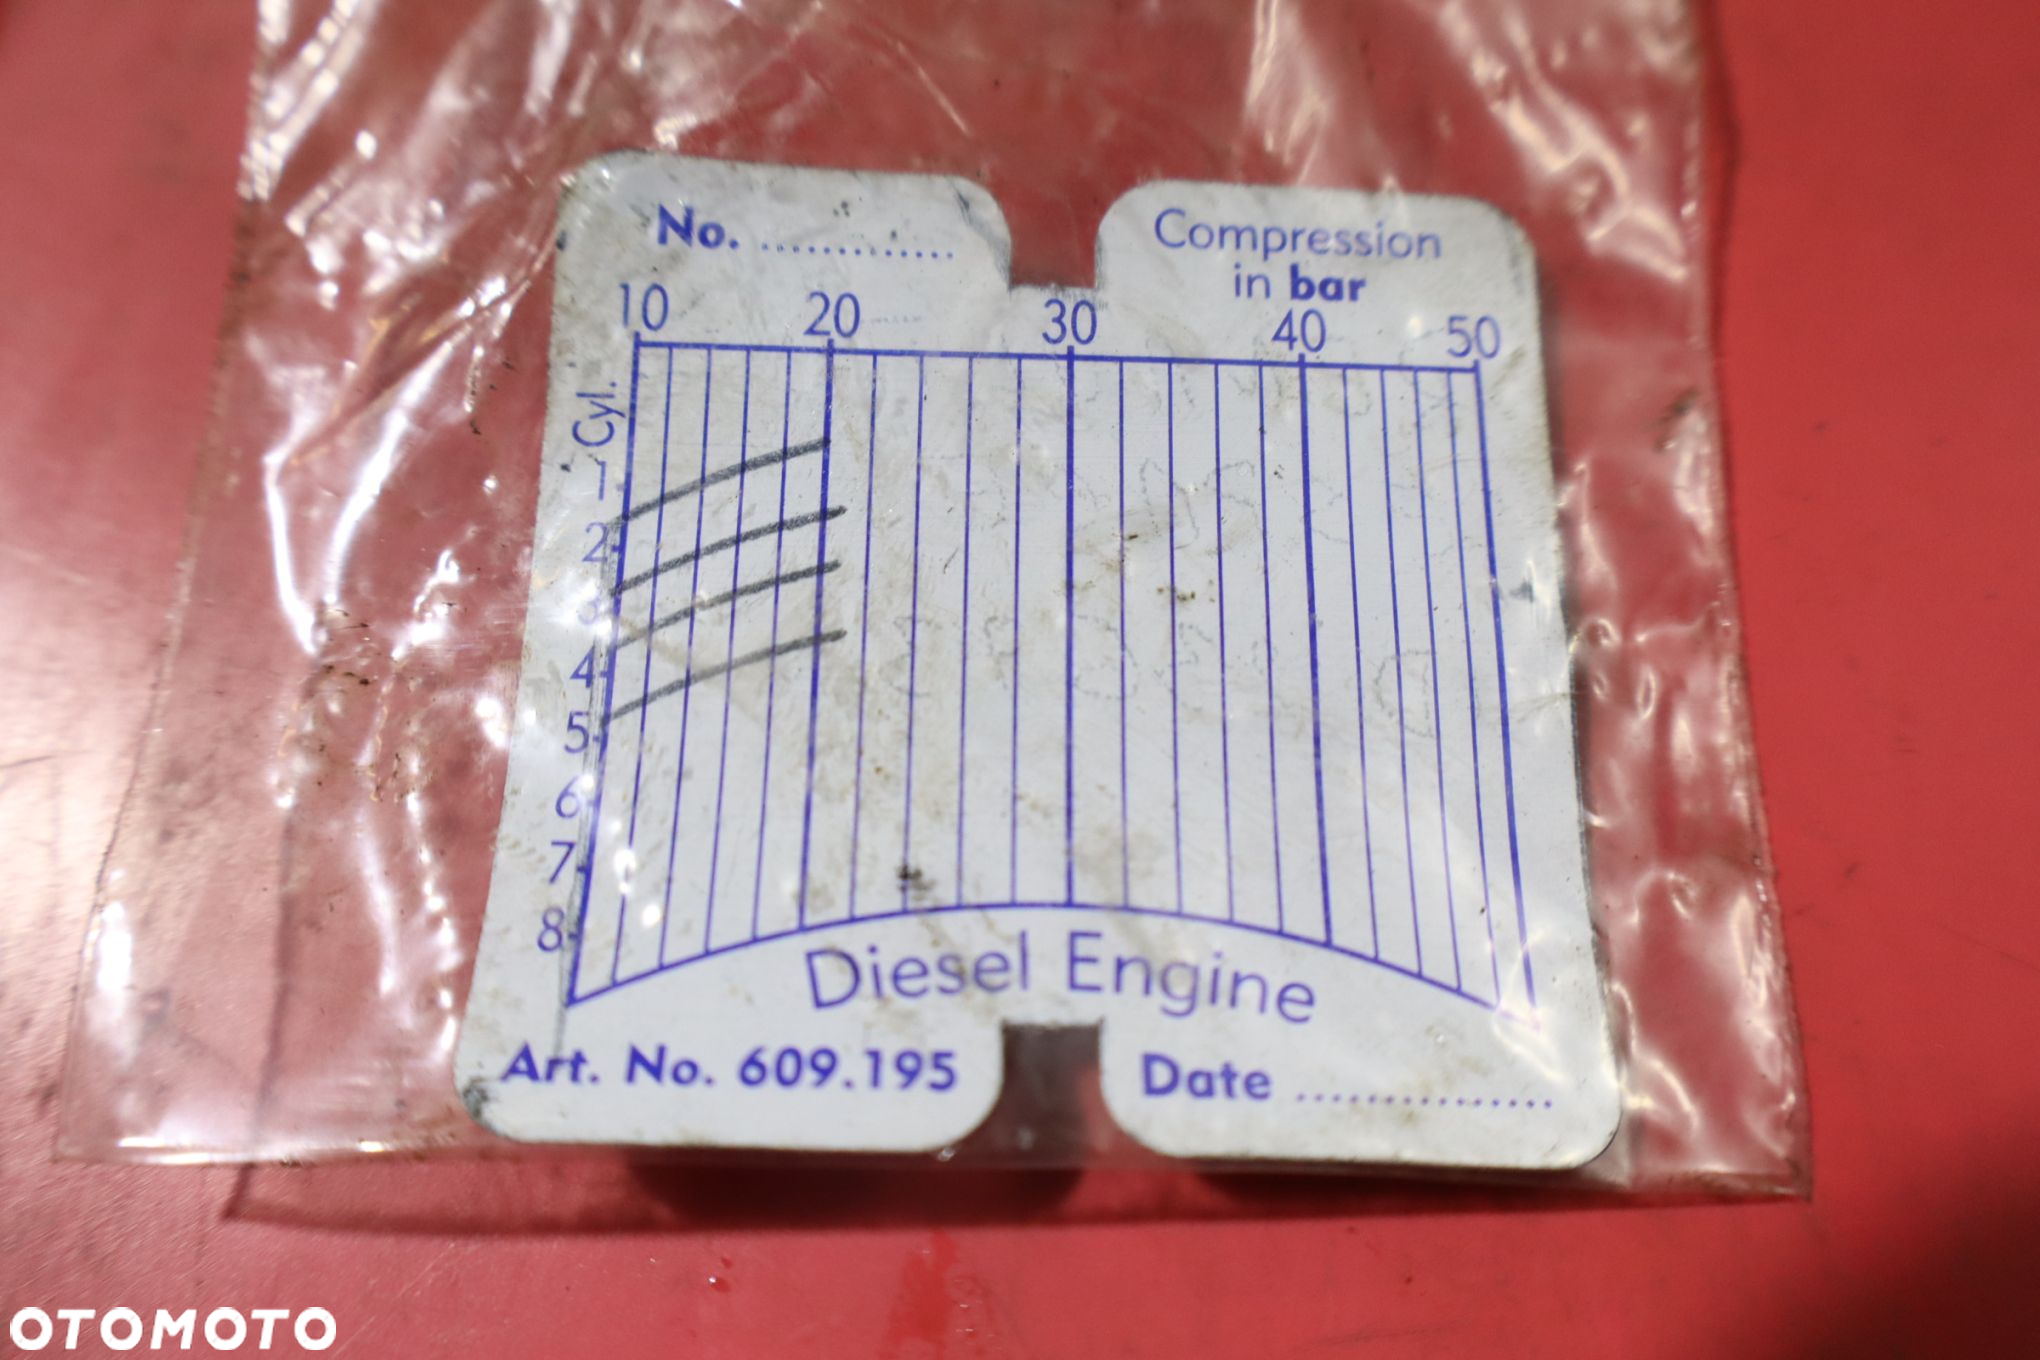 No. ..............
Compression
in bar
10 20 30 40 50
Cyl.
1
2
3
4
5
6
7
8
Diesel Engine
Art. No. 609.195
Date ................
OTOMOTO